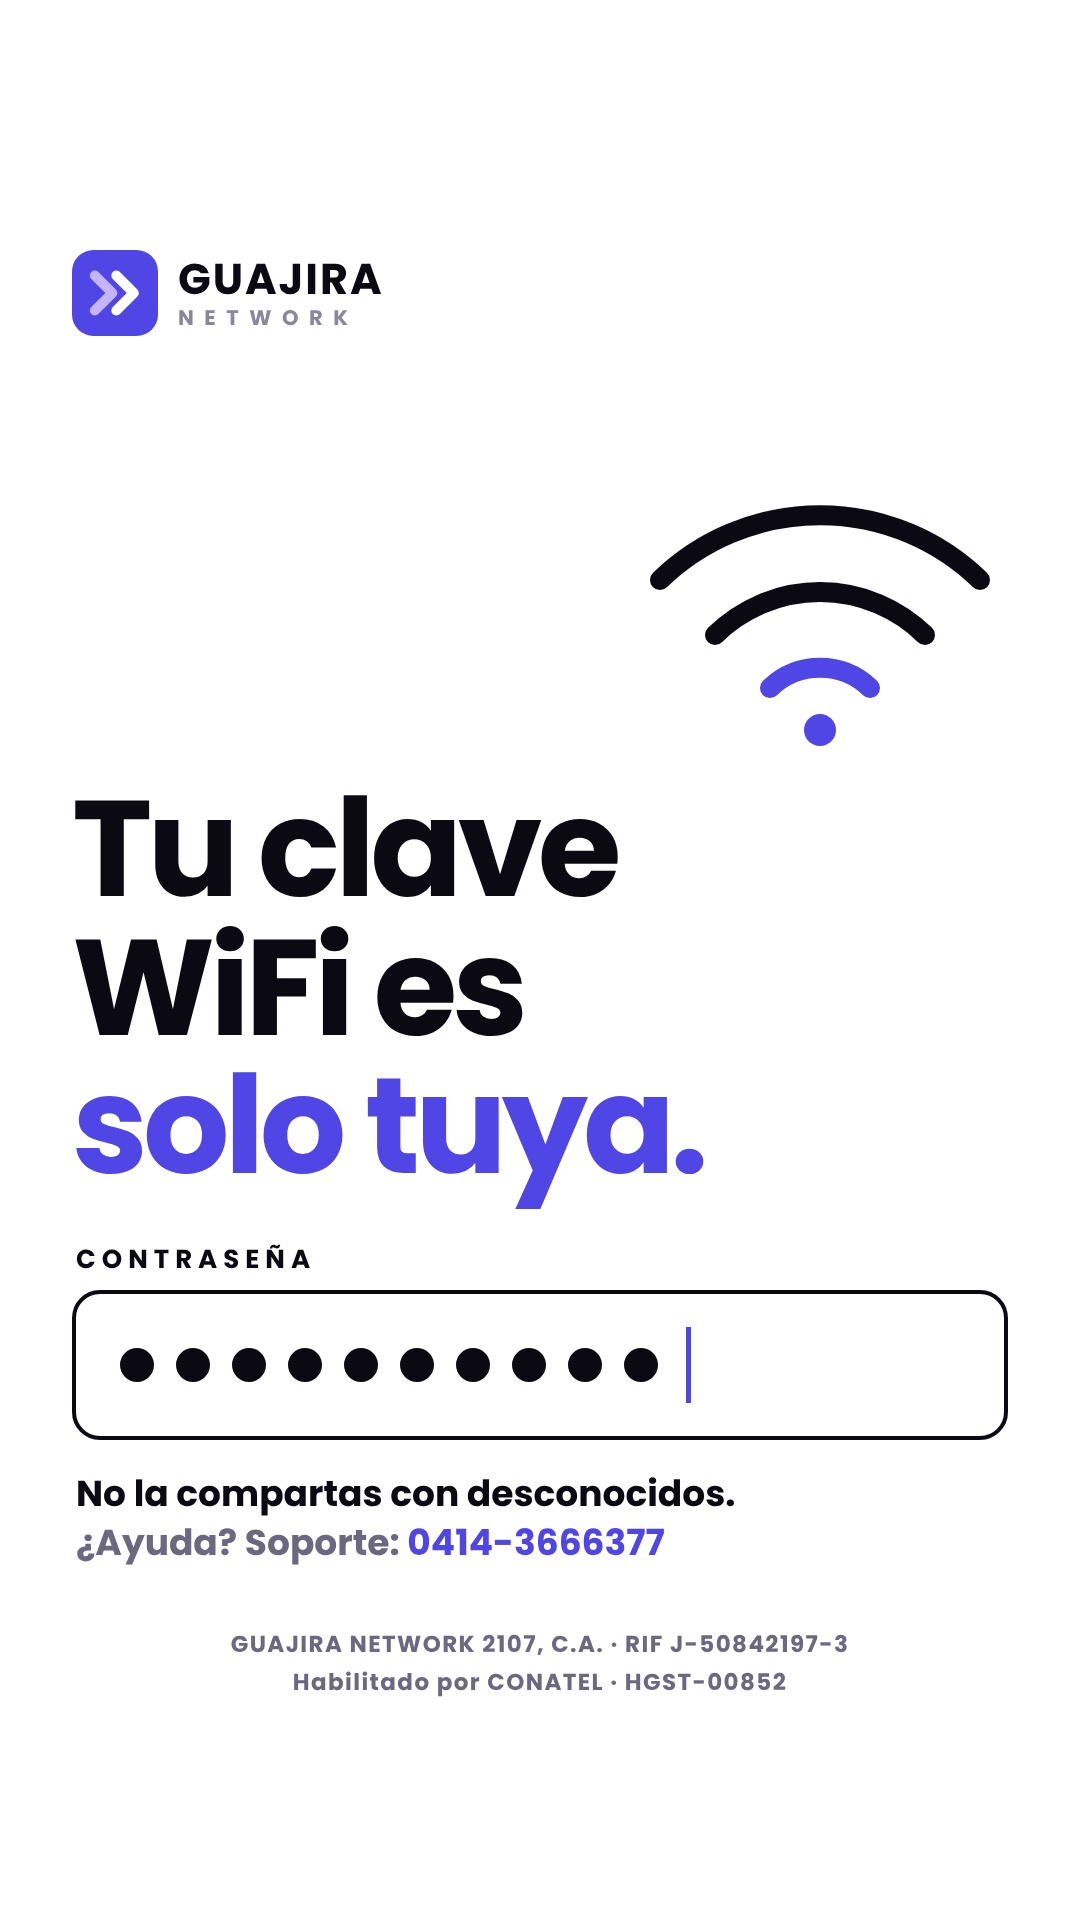 GUAJIRA
NETWORK
Tu clave
WiFi es
solo tuya.
CONTRASEÑA
No la compartas con desconocidos.
¿Ayuda? Soporte: 0414-3666377
GUAJIRA NETWORK 2107, C.A. · RIF J-50842197-3
Habilitado por CONATEL · HGST-00852